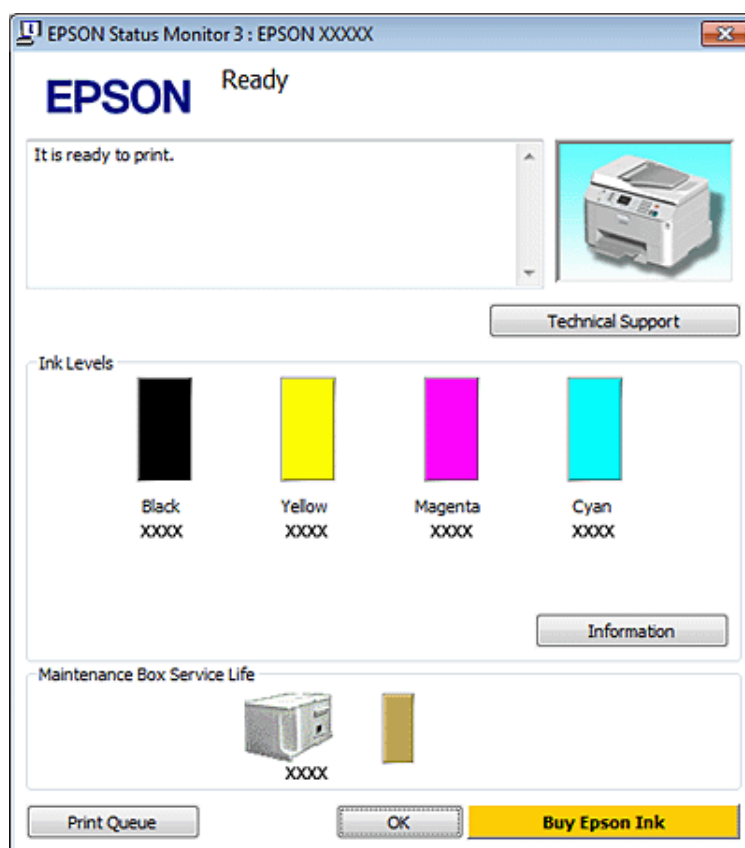 EPSON Status Monitor 3 : EPSON XXXXX
EPSON
Ready
It is ready to print.
Technical Support
Ink Levels
Black
Yellow
Magenta
Cyan
XXXX
XXXX
XXXX
XXXX
Information
Maintenance Box Service Life
XXXX
Print Queue
OK
Buy Epson Ink